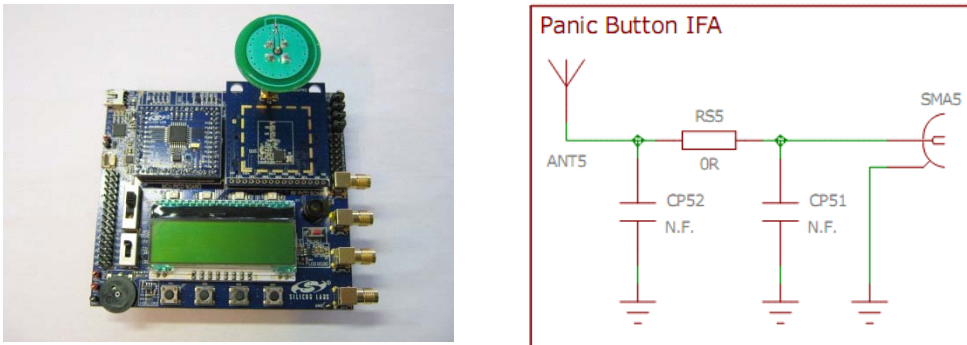 SILICON LABS
Panic Button IFA
ANT5
RS5
0R
CP52
N.F.
CP51
N.F.
SMA5